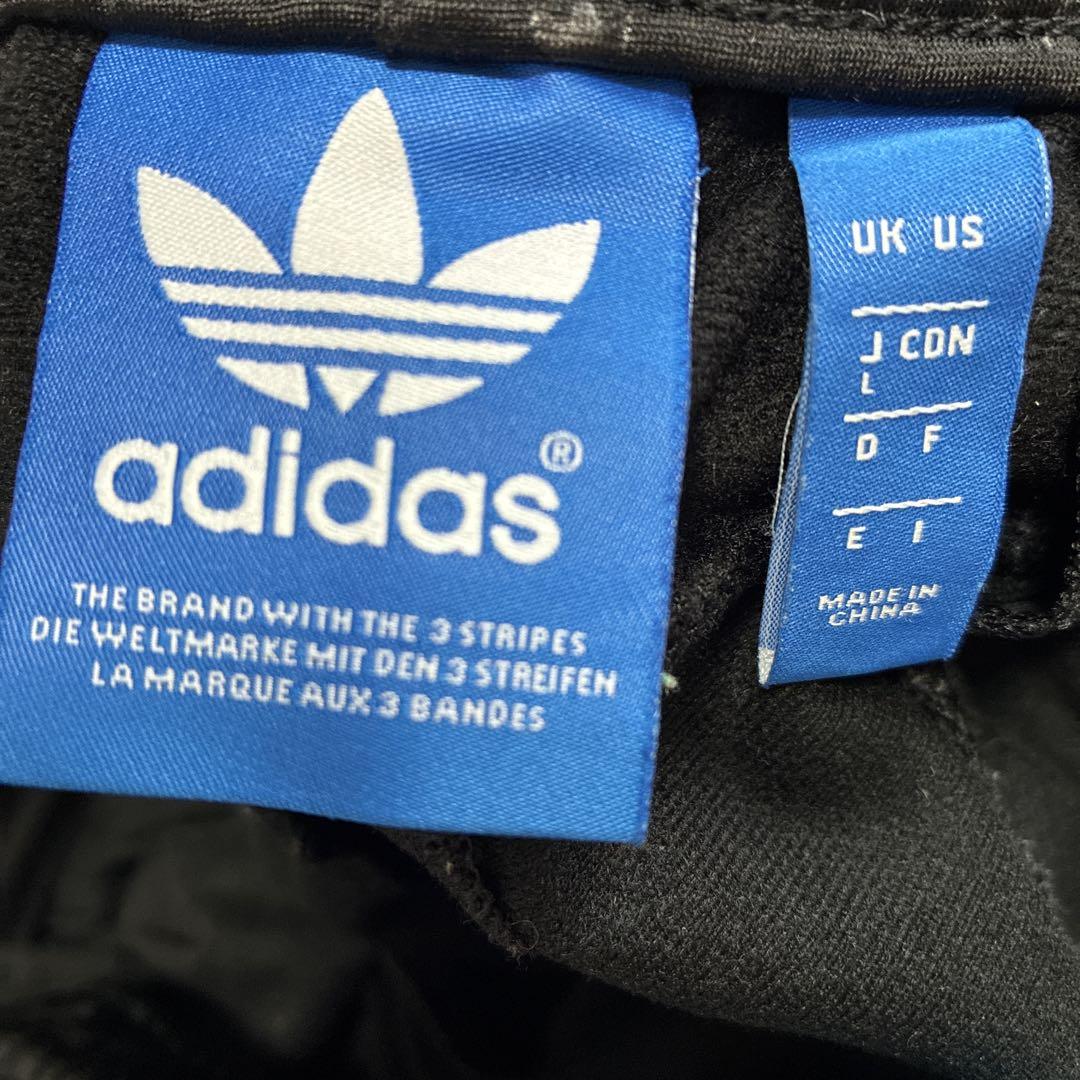 adidas®
THE BRAND WITH THE 3 STRIPES
DIE WELTMARKE MIT DEN 3 STREIFEN
LA MARQUE AUX 3 BANDES
UK US
J CDN
L
D F
E I
MADE IN
CHINA